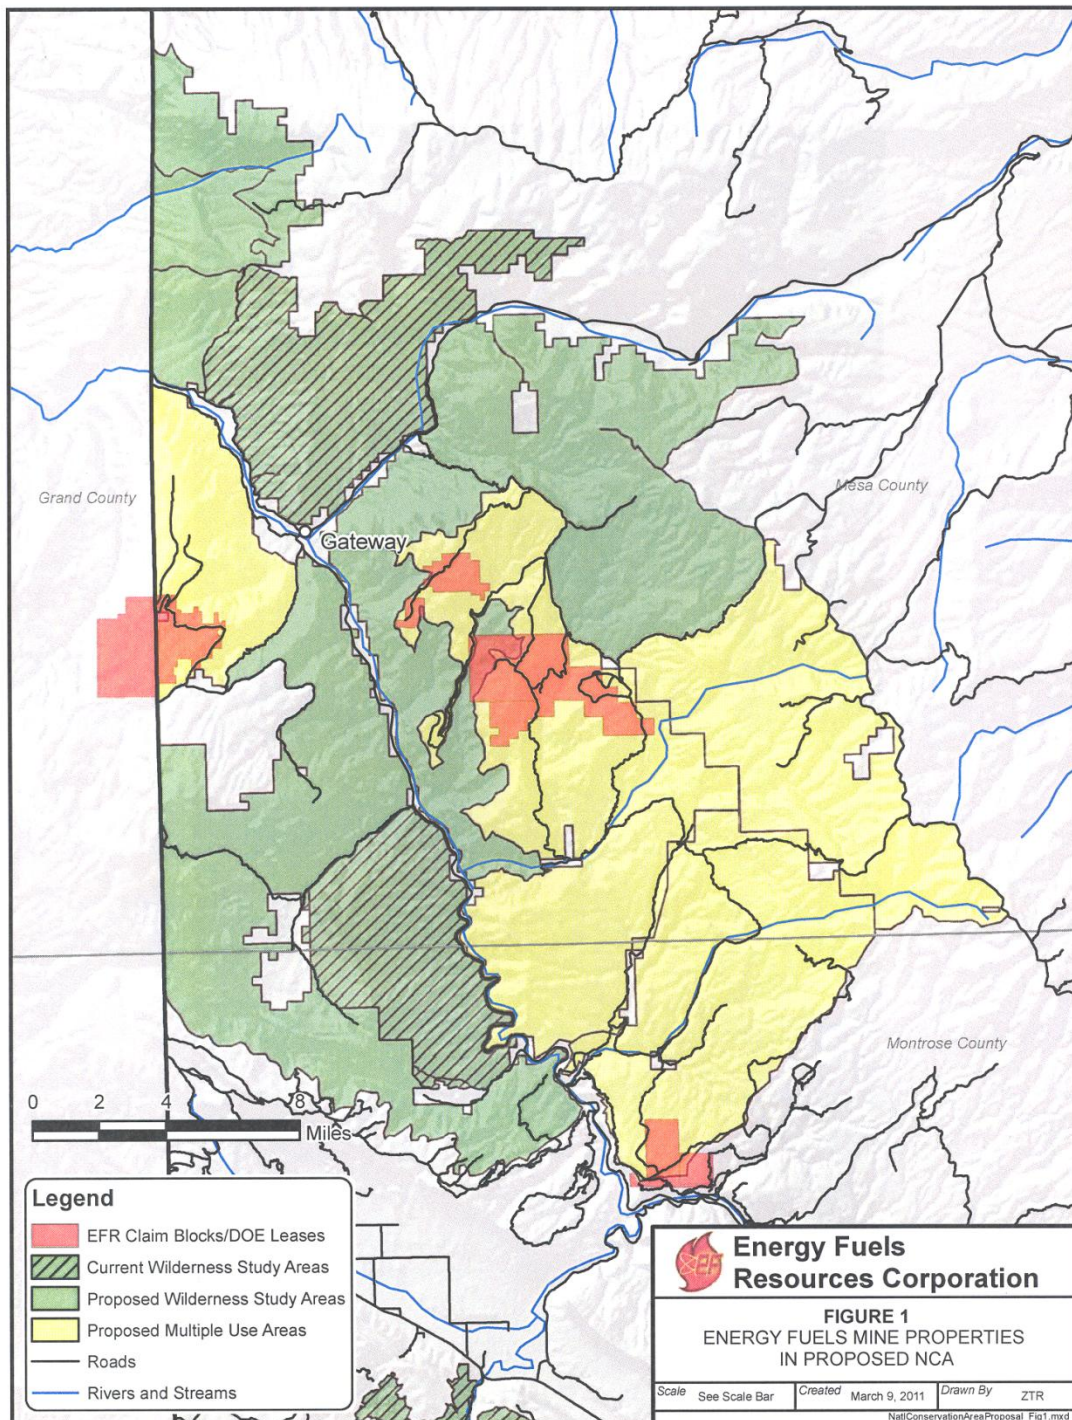 Grand County
Mesa County
Gateway
Montrose County
0 2 4 8
Miles
Legend
EFR Claim Blocks/DOE Leases
Current Wilderness Study Areas
Proposed Wilderness Study Areas
Proposed Multiple Use Areas
Roads
Rivers and Streams
EF
Energy Fuels
Resources Corporation
FIGURE 1
ENERGY FUELS MINE PROPERTIES
IN PROPOSED NCA
Scale See Scale Bar Created March 9, 2011 Drawn By ZTR
NatlConservationAreaProposal_Fig1.mxd